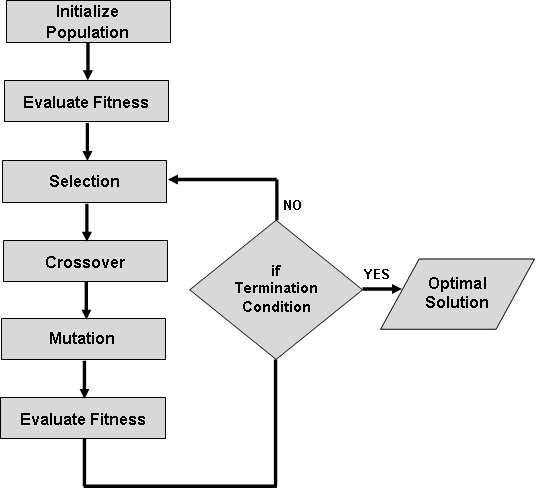 Initialize
Population
Evaluate Fitness
Selection
Crossover
Mutation
Evaluate Fitness
NO
if
Termination
Condition
YES
Optimal
Solution